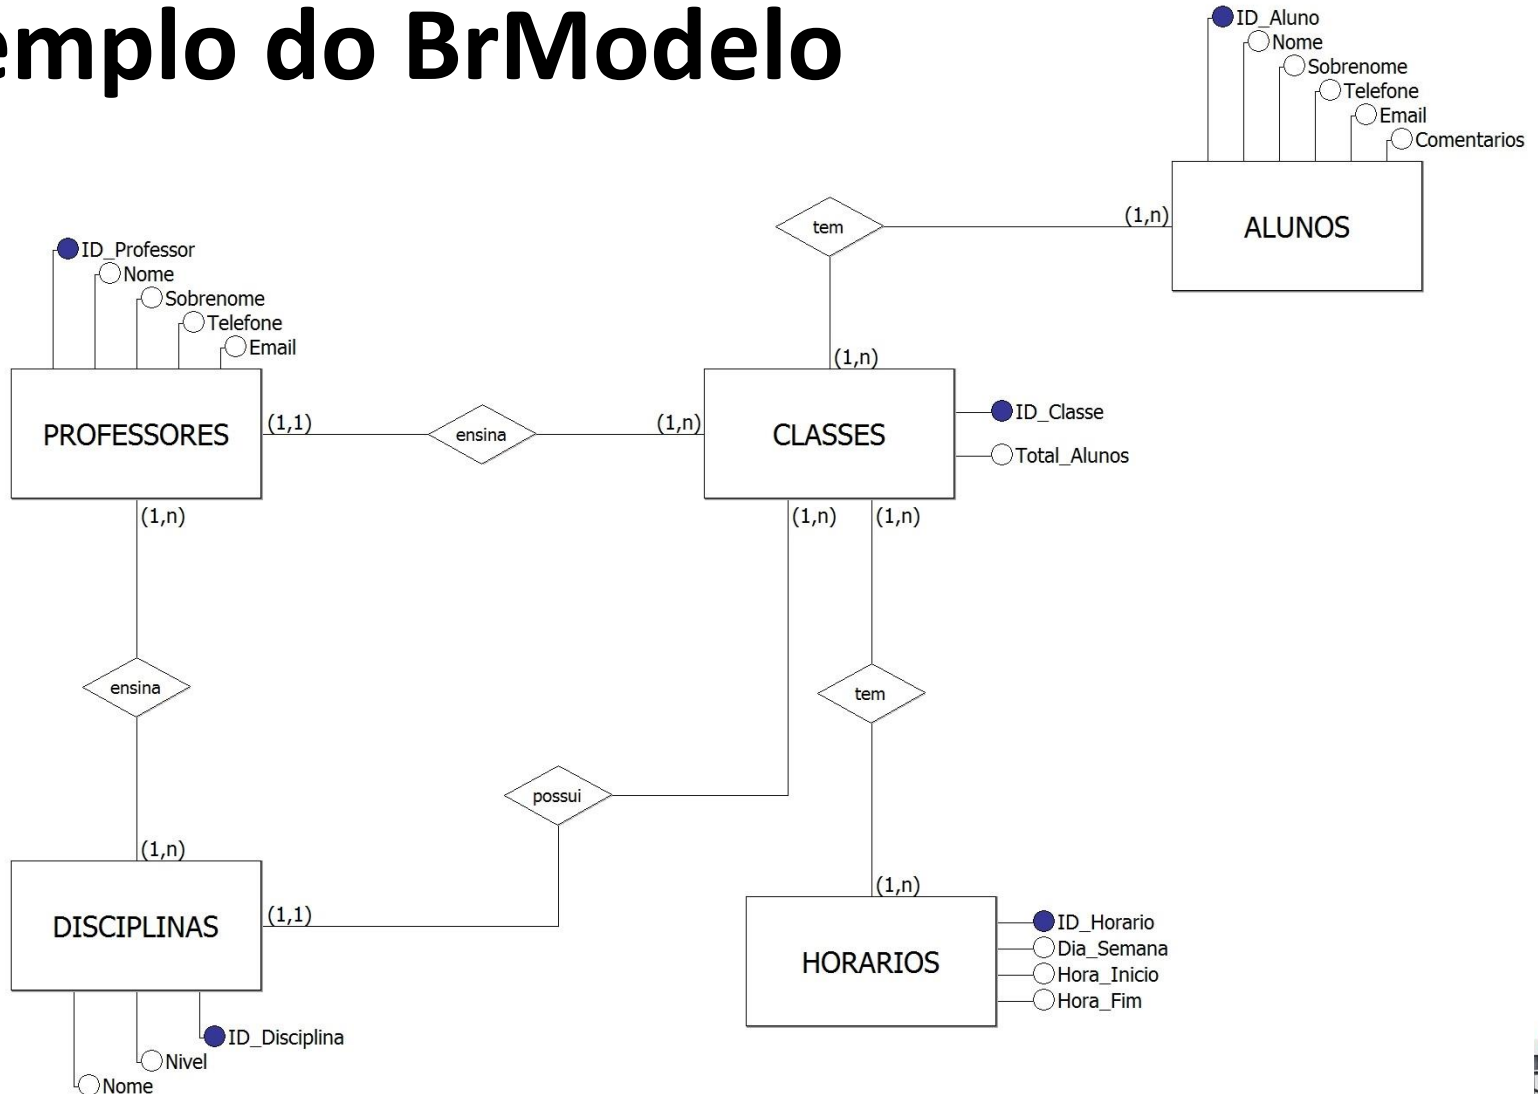 emplo do BrModelo
ID_Aluno
Nome
Sobrenome
Telefone
Email
Comentarios
ALUNOS
(1,n)
tem
(1,n)
ID_Professor
Nome
Sobrenome
Telefone
Email
PROFESSORES
(1,1)
ensina
(1,n)
CLASSES
ID_Classe
Total_Alunos
(1,n)
(1,n)
(1,n)
ensina
tem
possui
(1,n)
(1,n)
DISCIPLINAS
(1,1)
HORARIOS
ID_Horario
Dia_Semana
Hora_Inicio
Hora_Fim
ID_Disciplina
Nivel
Nome